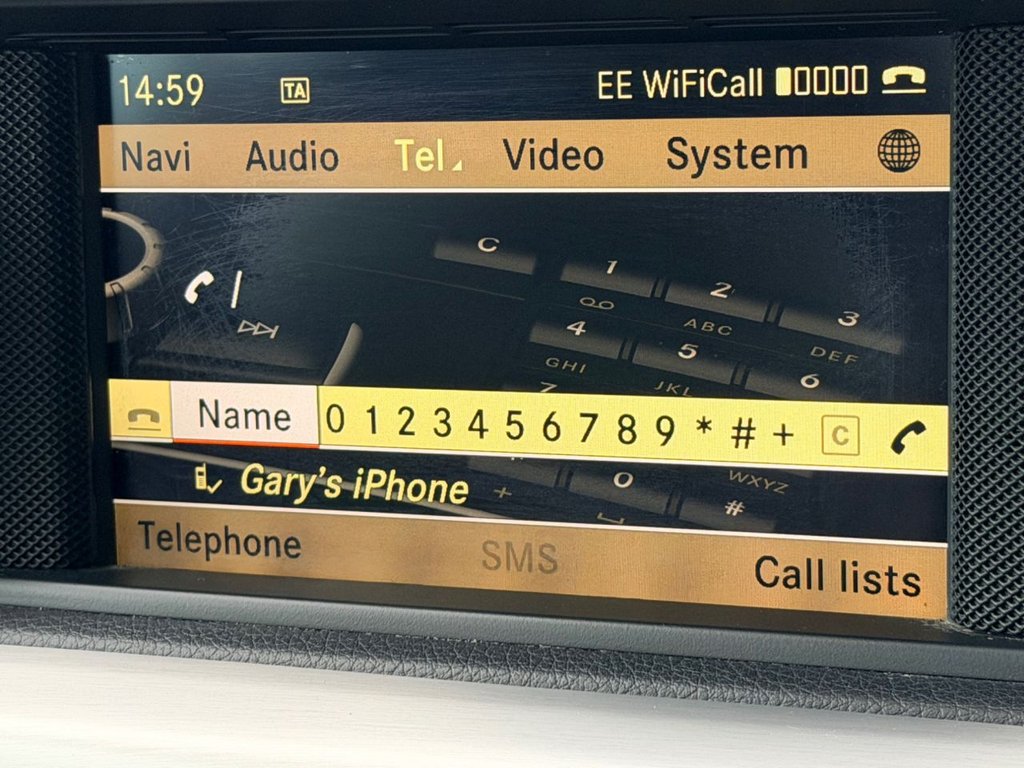 14:59 TA EE WiFiCall
Navi Audio Tel Video System
C
1 2 3
ABC DEF
4 5 6
GHI JKL
7
Name 0 1 2 3 4 5 6 7 8 9 * # + C
Gary's iPhone
+ 0 WXYZ
#
Telephone SMS Call lists